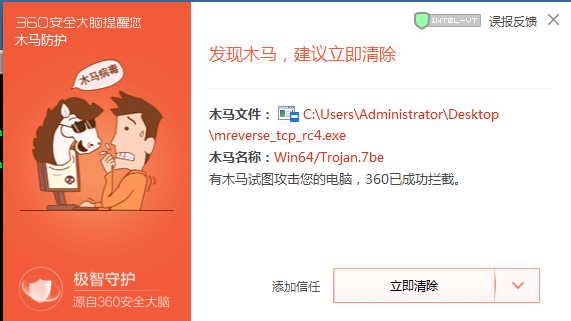 360安全大脑提醒您
木马防护
INTEL-VT
误报反馈
发现木马，建议立即清除
木马病毒
木马文件： C:\Users\Administrator\Desktop
\mreverse_tcp_rc4.exe
木马名称：Win64/Trojan.7be
有木马试图攻击您的电脑，360已成功拦截。
极智守护
源自360安全大脑
添加信任
立即清除